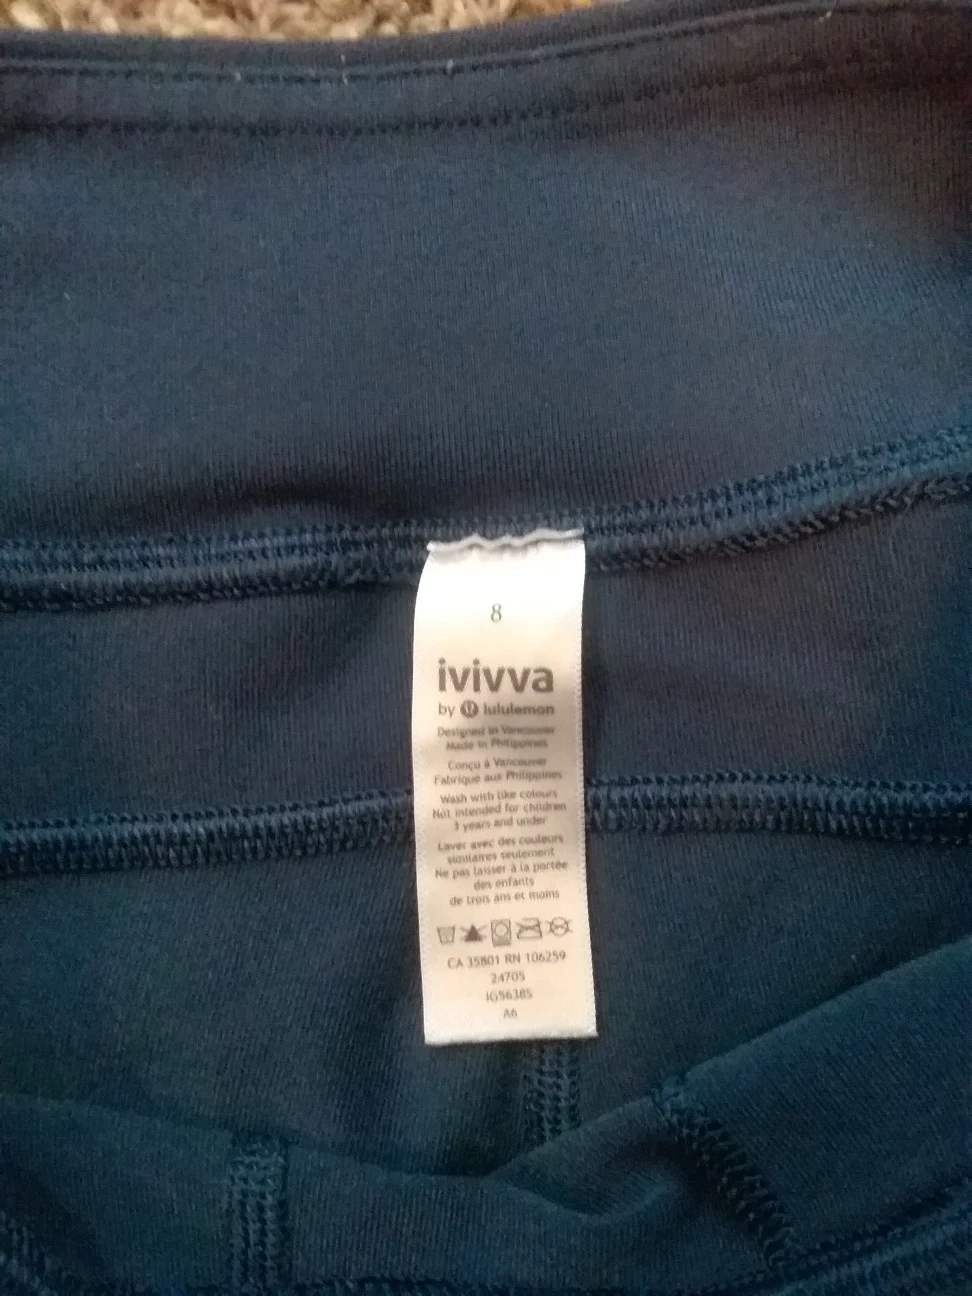 8
ivivva
by lululemon
Designed in Vancouver
Made in Philippines
Conçu à Vancouver
Fabriqué aux Philippines
Wash with like colours
Not intended for children
3 years and under
Laver avec des couleurs
similaires seulement
Ne pas laisser à la portée
des enfants
de trois ans et moins
CA 35801 RN 106259
24705
IG5638S
A6